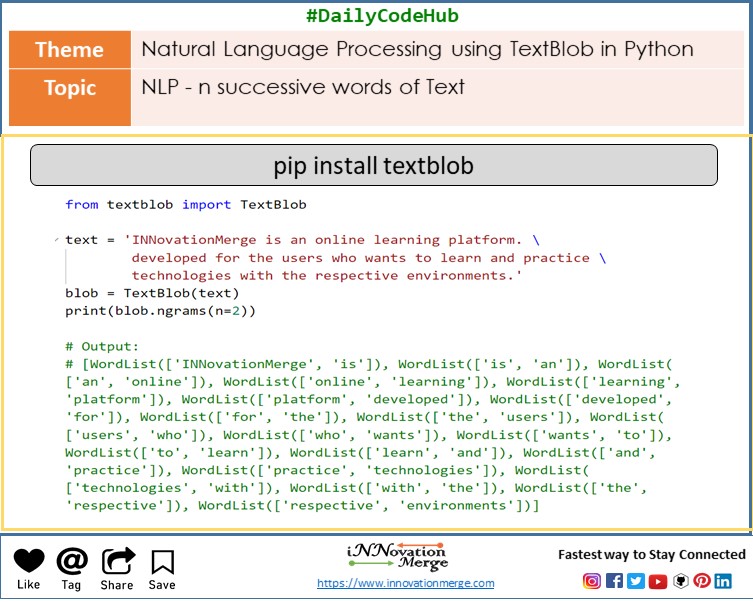 #DailyCodeHub
Theme Natural Language Processing using TextBlob in Python
Topic NLP - n successive words of Text
pip install textblob
from textblob import TextBlob
text = 'INNovationMerge is an online learning platform. \
developed for the users who wants to learn and practice \
technologies with the respective environments.'
blob = TextBlob(text)
print(blob.ngrams(n=2))
# Output:
# [WordList(['INNovationMerge', 'is']), WordList(['is', 'an']), WordList(
['an', 'online']), WordList(['online', 'learning']), WordList(['learning',
'platform']), WordList(['platform', 'developed']), WordList(['developed',
'for']), WordList(['for', 'the']), WordList(['the', 'users']), WordList(
['users', 'who']), WordList(['who', 'wants']), WordList(['wants', 'to']),
WordList(['to', 'learn']), WordList(['learn', 'and']), WordList(['and',
'practice']), WordList(['practice', 'technologies']), WordList(
['technologies', 'with']), WordList(['with', 'the']), WordList(['the',
'respective']), WordList(['respective', 'environments'])]
Like Tag Share Save
iNNovation
Merge
https://www.innovationmerge.com
Fastest way to Stay Connected